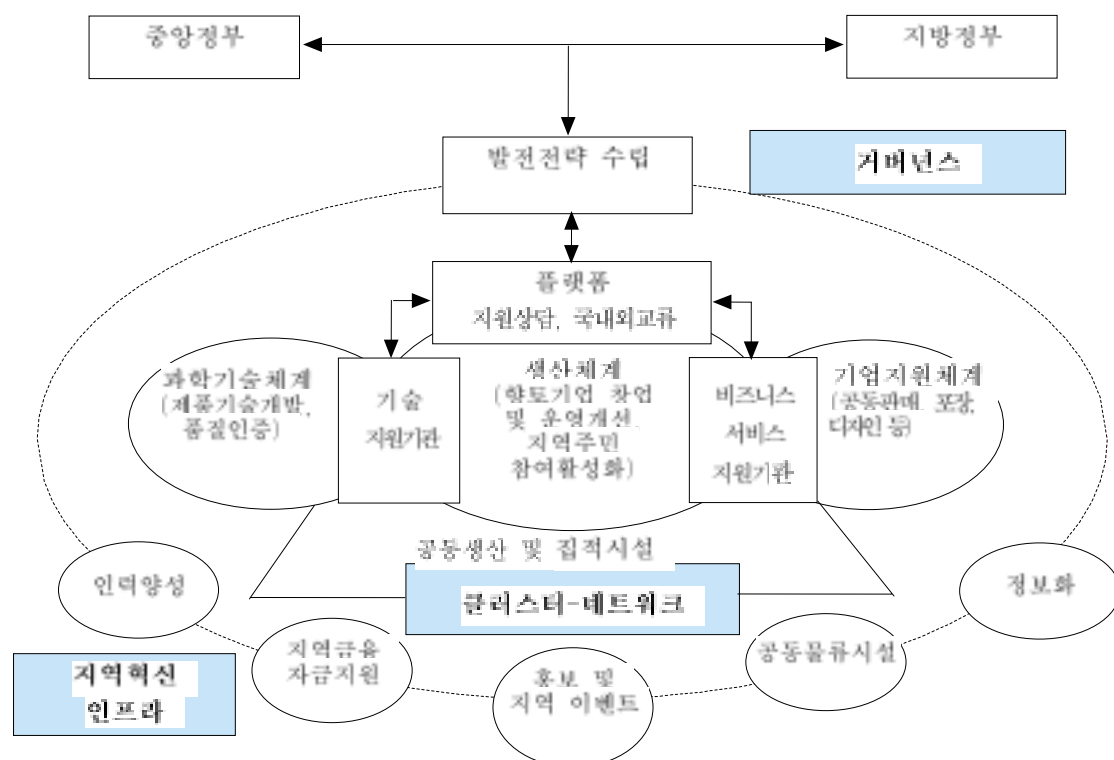 중앙정부
지방정부
발전전략 수립
거버넌스
플랫폼
지원상담, 국내외교류
과학기술체계
(제품기술개발,
품질인증)
기술
지원기관
생산체계
(향토기업 창업
및 운영개선,
지역주민
참여활성화)
비즈니스
서비스
지원기관
기업지원체계
(공동판매, 포장,
디자인 등)
공동생산 및 집적시설
클러스터-네트워크
인력양성
정보화
지역금융
자금지원
홍보 및
지역 이벤트
공동물류시설
지역혁신
인프라